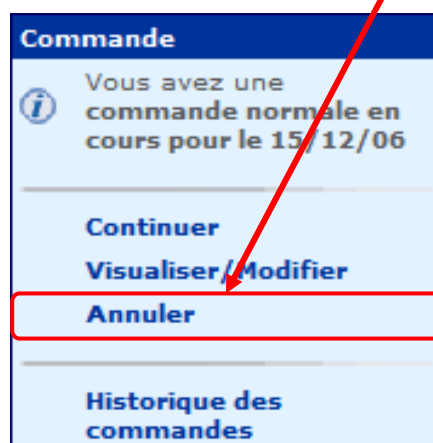 Commande
Vous avez une
commande normale en
cours pour le 15/12/06
Continuer
Visualiser/Modifier
Annuler
Historique des
commandes